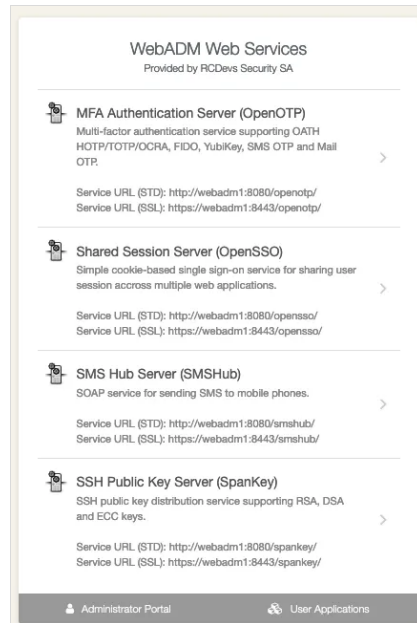 WebADM Web Services
Provided by RCDevs Security SA
MFA Authentication Server (OpenOTP)
Multi-factor authentication service supporting OATH
HOTP/TOTP/OCRA, FIDO, YubiKey, SMS OTP and Mail
OTP.
Service URL (STD): http://webadm1:8080/openotp/
Service URL (SSL): https://webadm1:8443/openotp/
Shared Session Server (OpenSSO)
Simple cookie-based single sign-on service for sharing user
session accross multiple web applications.
Service URL (STD): http://webadm1:8080/opensso/
Service URL (SSL): https://webadm1:8443/opensso/
SMS Hub Server (SMSHub)
SOAP service for sending SMS to mobile phones.
Service URL (STD): http://webadm1:8080/smshub/
Service URL (SSL): https://webadm1:8443/smshub/
SSH Public Key Server (SpanKey)
SSH public key distribution service supporting RSA, DSA
and ECC keys.
Service URL (STD): http://webadm1:8080/spankey/
Service URL (SSL): https://webadm1:8443/spankey/
Administrator Portal User Applications